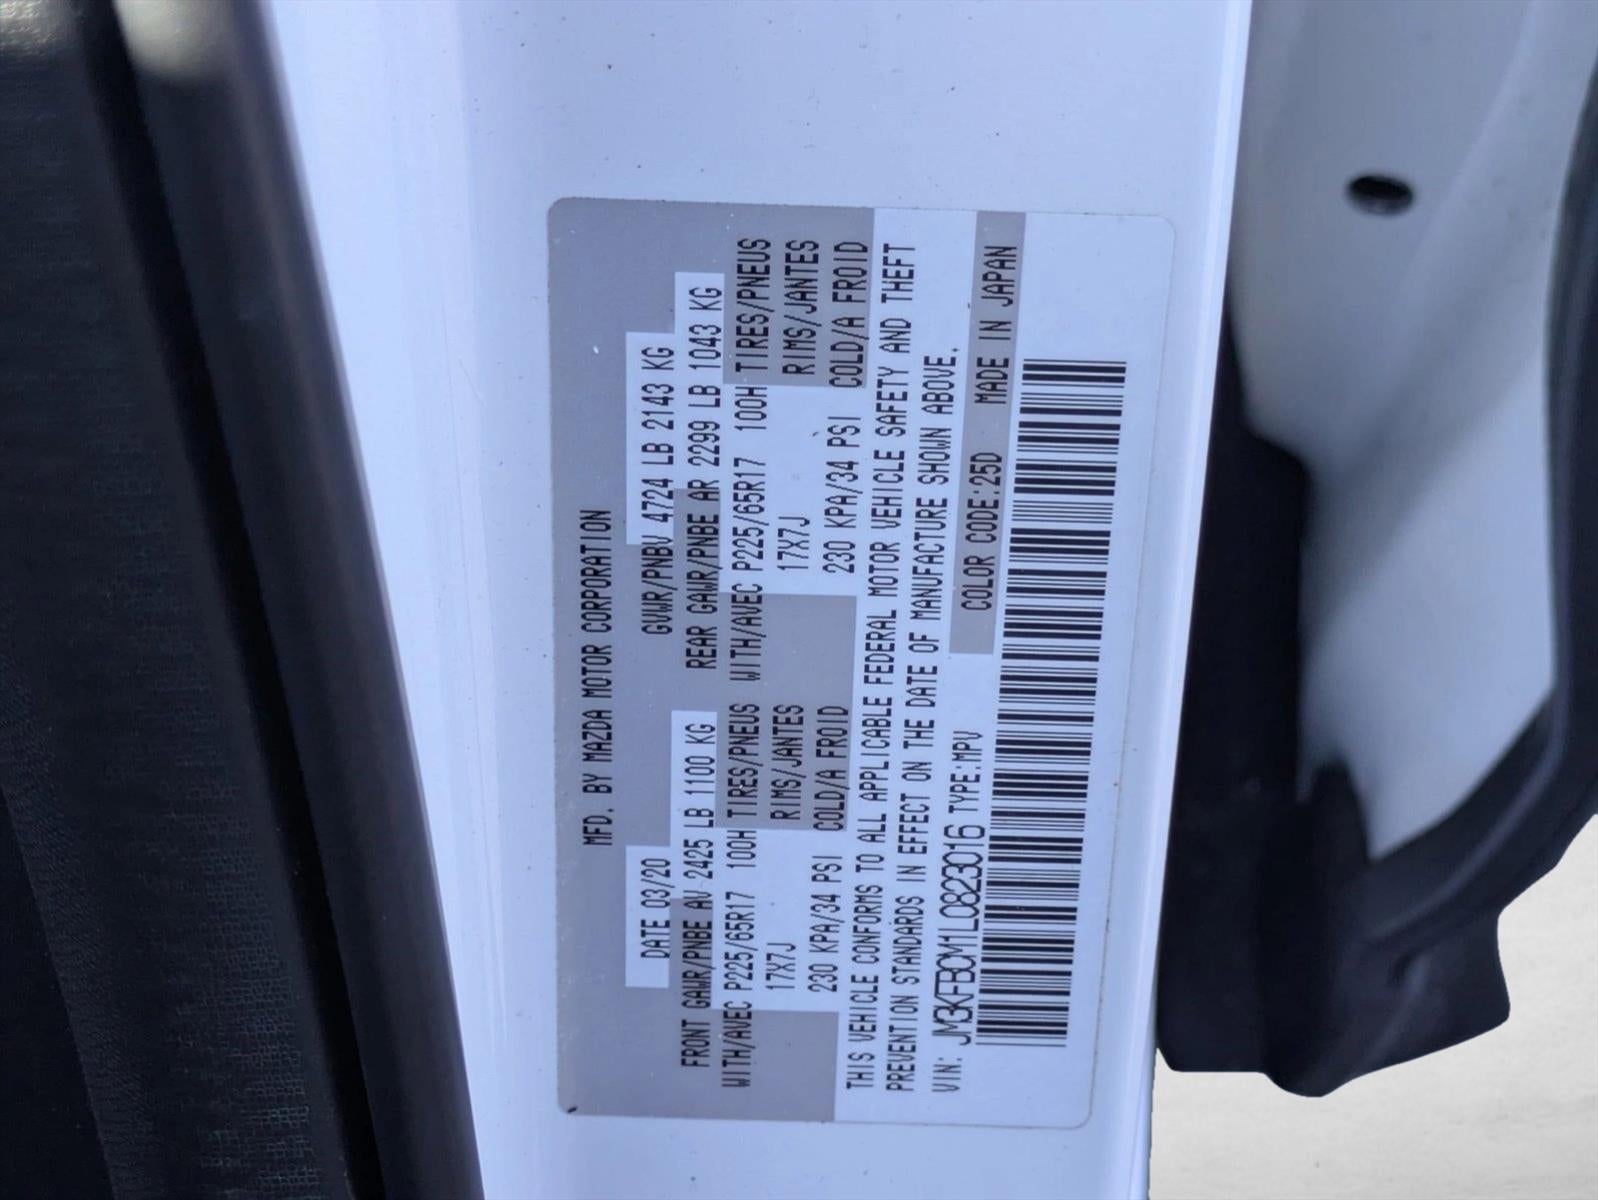 MFD. BY MAZDA MOTOR CORPORATION
DATE 03/20 GVWR/PNBV 4724 LB 2143 KG
FRONT GAWR/PNBE AV 2425 LB 1100 KG REAR GAWR/PNBE AR 2299 LB 1043 KG
WITH/AVEC P225/65R17 100H TIRES/PNEUS WITH/AVEC P225/65R17 100H TIRES/PNEUS
17X7J RIMS/JANTES 17X7J RIMS/JANTES
230 KPA/34 PSI COLD/A FROID 230 KPA/34 PSI COLD/A FROID
THIS VEHICLE CONFORMS TO ALL APPLICABLE FEDERAL MOTOR VEHICLE SAFETY AND THEFT
PREVENTION STANDARDS IN EFFECT ON THE DATE OF MANUFACTURE SHOWN ABOVE.
VIN: JM3KFBCM1L0823016 TYPE:MPV COLOR CODE:25D MADE IN JAPAN